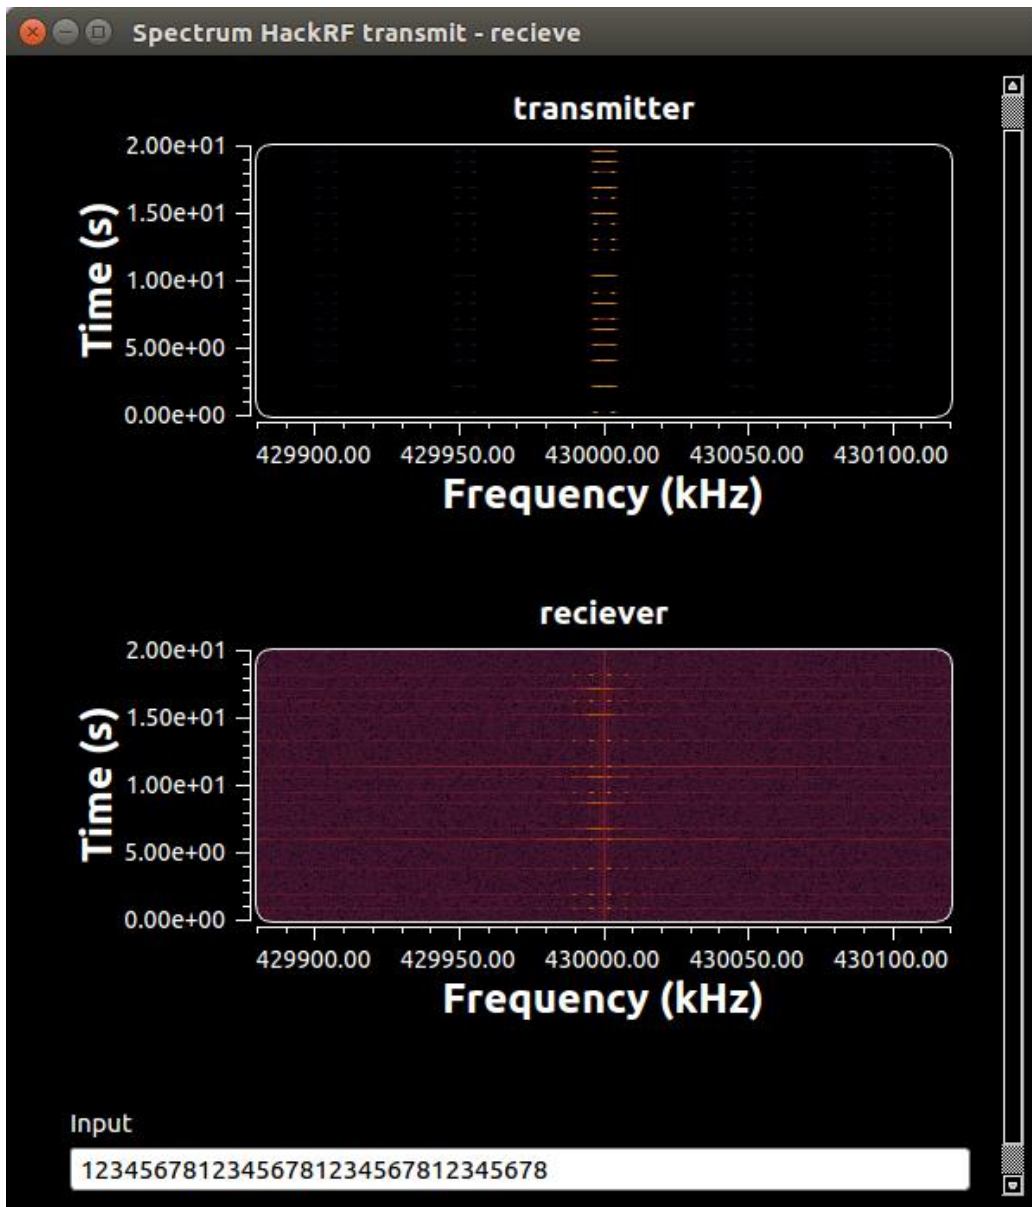 Spectrum HackRF transmit - recieve
transmitter
2.00e+01
1.50e+01
1.00e+01
5.00e+00
0.00e+00
Time (s)
429900.00 429950.00 430000.00 430050.00 430100.00
Frequency (kHz)
reciever
2.00e+01
1.50e+01
1.00e+01
5.00e+00
0.00e+00
Time (s)
429900.00 429950.00 430000.00 430050.00 430100.00
Frequency (kHz)
Input
12345678123456781234567812345678